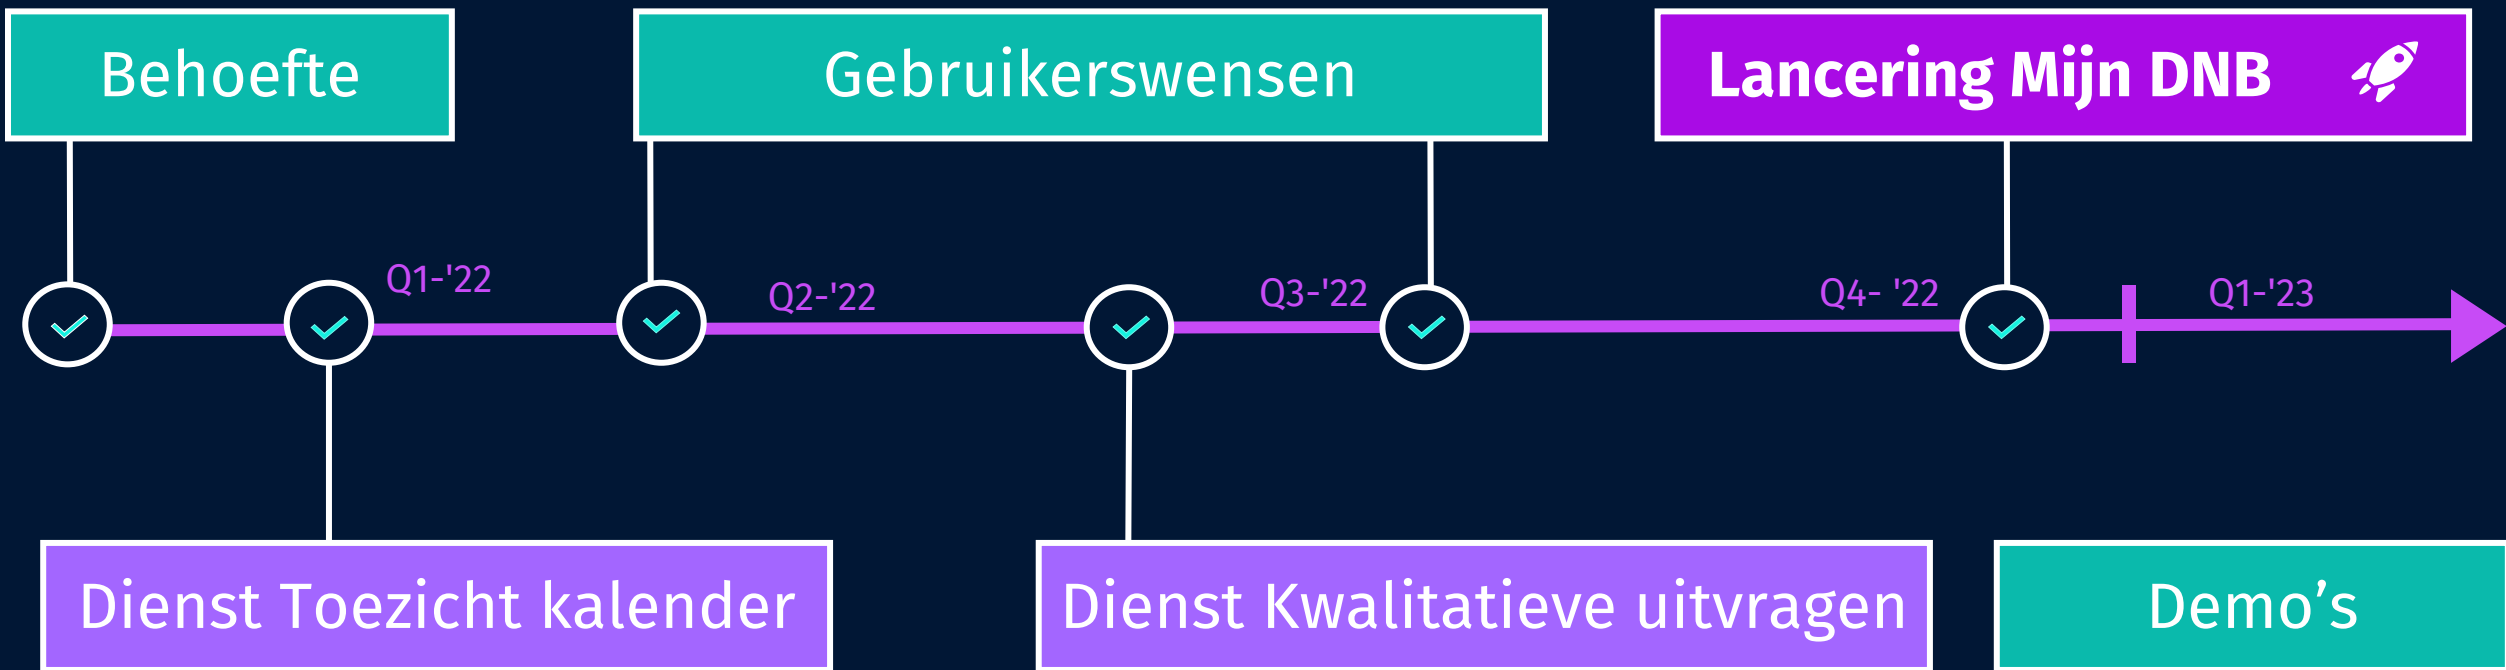 Behoefte
Gebruikerswensen
Lancering Mijn DNB
Q1-'22
Q2-'22
Q3-'22
Q4- '22
Q1-'23
Dienst Toezicht kalender
Dienst Kwalitatieve uitvragen
Demo’s